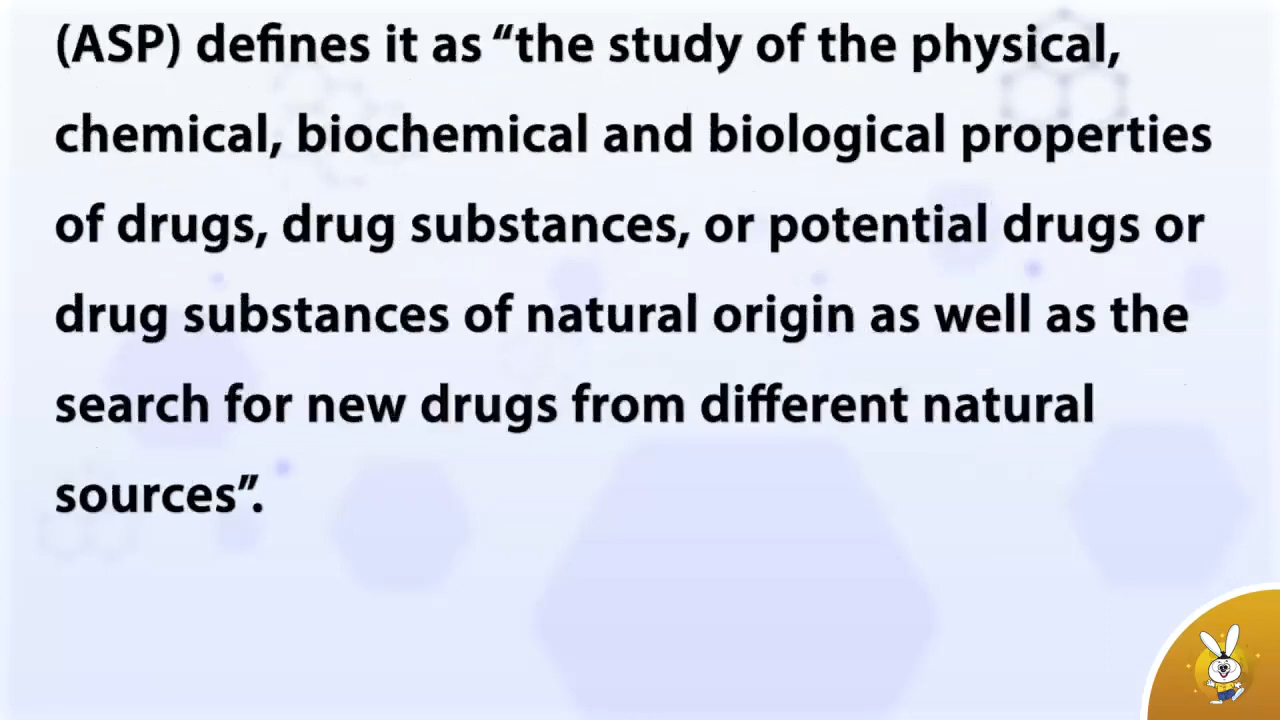 (ASP) defines it as “the study of the physical,
chemical, biochemical and biological properties
of drugs, drug substances, or potential drugs or
drug substances of natural origin as well as the
search for new drugs from different natural
sources”.